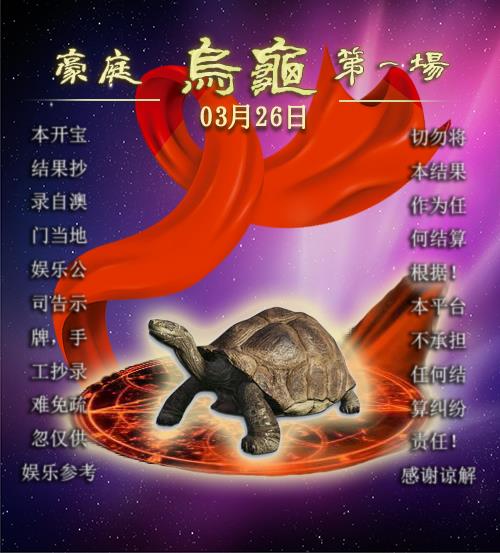 豪庭 烏龜 第一場
03月26日
本开宝
结果抄
录自澳
门当地
娱乐公
司告示
牌，手
工抄录
难免疏
忽仅供
娱乐参考
切勿将
本结果
作为任
何结算
根据！
本平台
不承担
任何结
算纠纷
责任！
感谢谅解